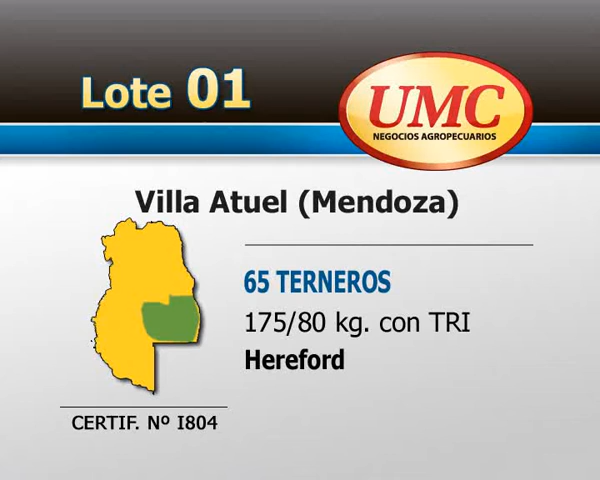 Lote 01
UMC
NEGOCIOS AGROPECUARIOS
Villa Atuel (Mendoza)
65 TERNEROS
175/80 kg. con TRI
Hereford
CERTIF. Nº I804